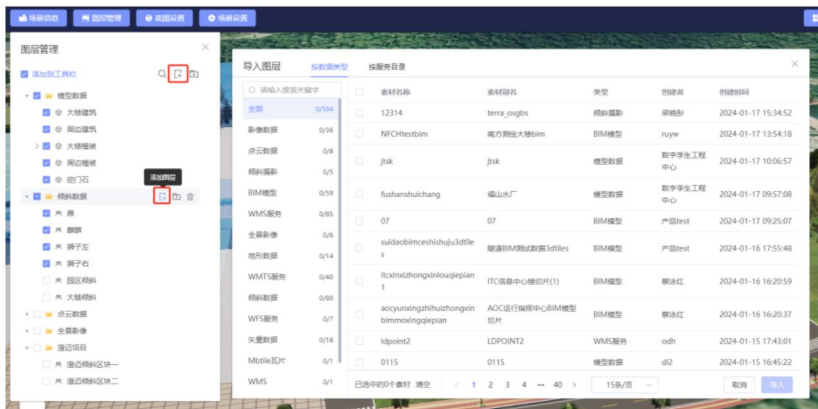 场景信息 图层管理 底图设置 场景设置
图层管理
添加到工具栏
模型数据
大楼建筑
周边建筑
大楼植被
周边植被
迎门石
添加图层
倾斜数据
鼎
麒麟
狮子左
狮子右
园区倾斜
大楼倾斜
点云数据
全景影像
澄迈项目
澄迈倾斜区块一
澄迈倾斜区块二
导入图层 按数据类型 按服务目录
请输入搜索关键字
全部 0/594
影像数据 0/36
点云数据 0/8
倾斜摄影 0/5
BIM模型 0/59
WMS服务 0/85
全景影像 0/6
地形数据 0/14
WMTS服务 0/40
倾斜数据 0/80
WFS服务 0/7
矢量数据 0/18
Mbtile瓦片 0/1
WMS 0/1
素材名称 素材别名 类型 创建者 创建时间
12314 terra_osgbs 倾斜摄影 梁晓彤 2024-01-17 15:34:52
NFCHtestbim 南方测绘大楼bim BIM模型 ruyw 2024-01-17 13:54:18
jtsk jtsk 模型数据 数字孪生工程中心 2024-01-17 10:06:57
fushanshuichang 福山水厂 模型数据 数字孪生工程中心 2024-01-17 09:57:08
07 07 BIM模型 产品test 2024-01-17 09:25:07
suidaobimceshishuju3dtiles 隧道BIM测试数据3dtiles BIM模型 产品test 2024-01-16 17:55:48
itcxinxizhongxinlouqiepian1 ITC信息中心楼切片(1) BIM模型 蔡泳红 2024-01-16 16:20:59
aocyunxingzhihuizhongxinbimmoxingqiepian AOC运行指挥中心BIM模型切片 BIM模型 蔡泳红 2024-01-16 16:20:37
ldpoint2 LDPOINT2 WMS服务 odh 2024-01-15 17:43:01
0115 0115 模型数据 dl2 2024-01-15 16:45:22
已选中的0个素材 清空 < 1 2 3 4 ··· 40 > 15条/页 取消 导入